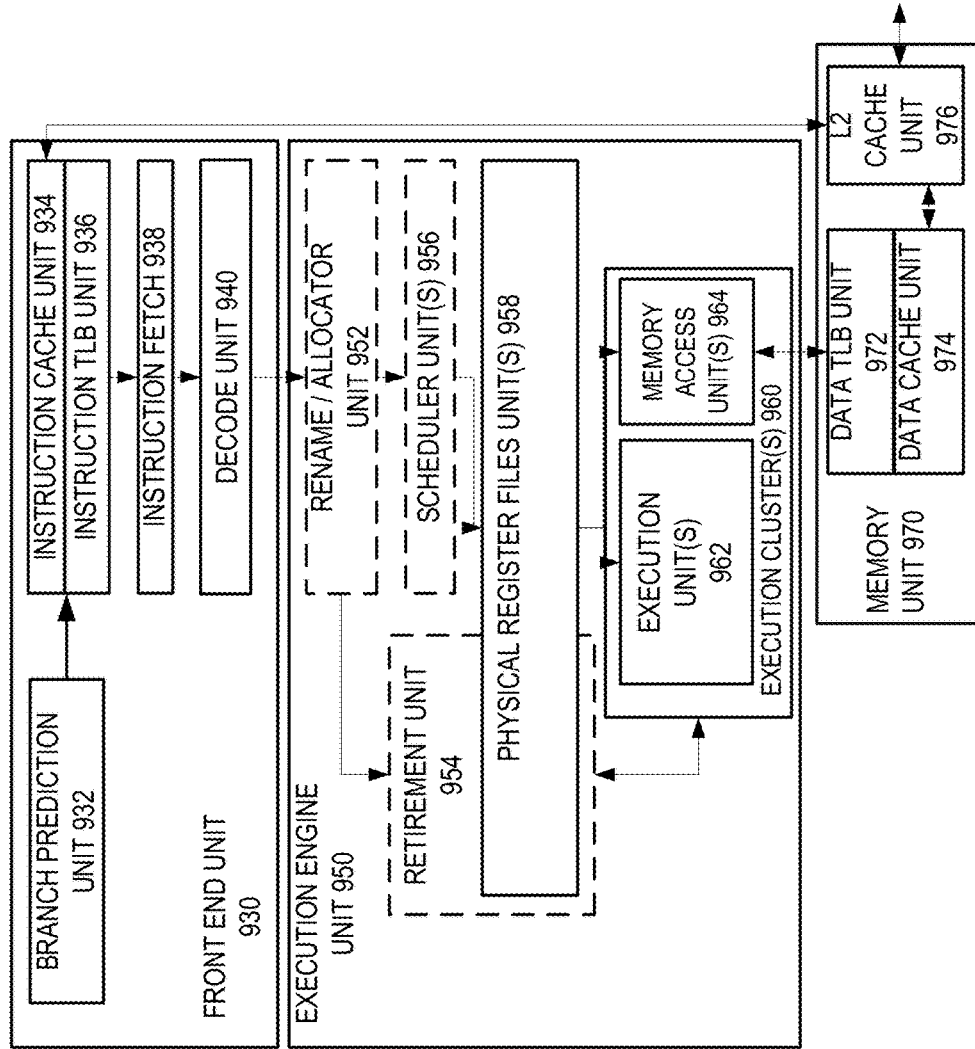 BRANCH PREDICTION
UNIT 932
INSTRUCTION CACHE UNIT 934
INSTRUCTION TLB UNIT 936
INSTRUCTION FETCH 938
DECODE UNIT 940
FRONT END UNIT
930
EXECUTION ENGINE
UNIT 950
RENAME / ALLOCATOR
UNIT 952
RETIREMENT UNIT
954
SCHEDULER UNIT(S) 956
PHYSICAL REGISTER FILES UNIT(S) 958
EXECUTION
UNIT(S)
962
MEMORY
ACCESS
UNIT(S) 964
EXECUTION CLUSTER(S) 960
MEMORY
UNIT 970
DATA TLB UNIT
972
DATA CACHE UNIT
974
L2
CACHE
UNIT
976